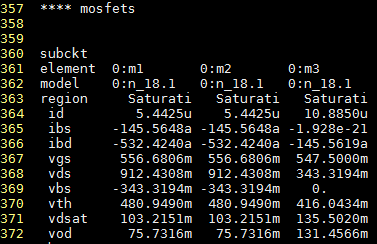 357 **** mosfets
358
359
360 subckt
361 element 0:m1 0:m2 0:m3
362 model 0:n_18.1 0:n_18.1 0:n_18.1
363 region Saturati Saturati Saturati
364 id 5.4425u 5.4425u 10.8850u
365 ibs -145.5648a -145.5648a -1.928e-21
366 ibd -532.4240a -532.4240a -145.5619a
367 vgs 556.6806m 556.6806m 547.5000m
368 vds 912.4308m 912.4308m 343.3194m
369 vbs -343.3194m -343.3194m 0.
370 vth 480.9490m 480.9490m 416.0434m
371 vdsat 103.2151m 103.2151m 135.5020m
372 vod 75.7316m 75.7316m 131.4566m